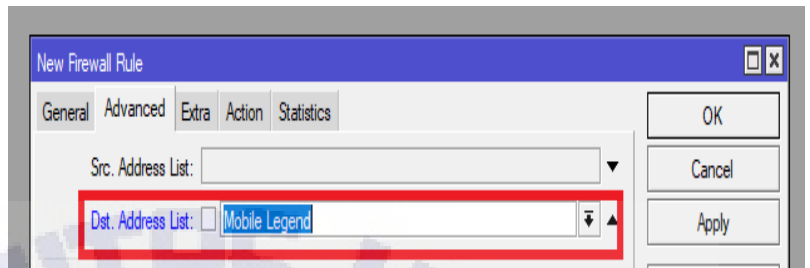 New Firewall Rule
General Advanced Extra Action Statistics
OK
Src. Address List:
Cancel
Dst. Address List: Mobile Legend
Apply